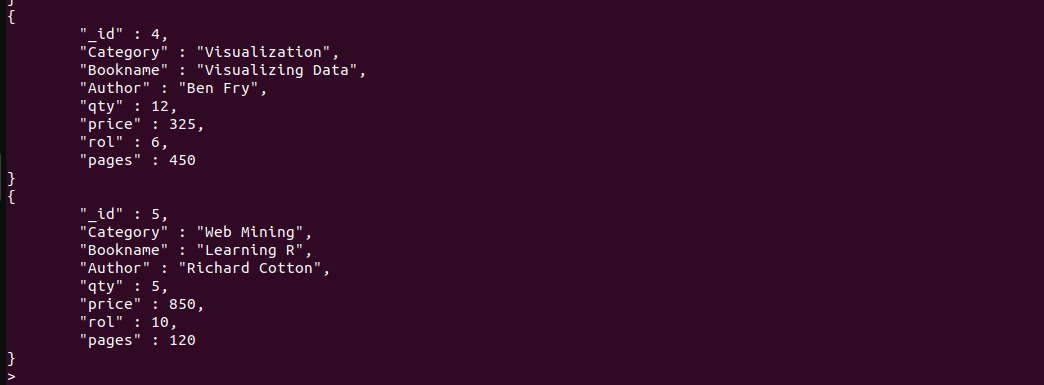 }
{
"_id" : 4,
"Category" : "Visualization",
"Bookname" : "Visualizing Data",
"Author" : "Ben Fry",
"qty" : 12,
"price" : 325,
"rol" : 6,
"pages" : 450
}
{
"_id" : 5,
"Category" : "Web Mining",
"Bookname" : "Learning R",
"Author" : "Richard Cotton",
"qty" : 5,
"price" : 850,
"rol" : 10,
"pages" : 120
}
>